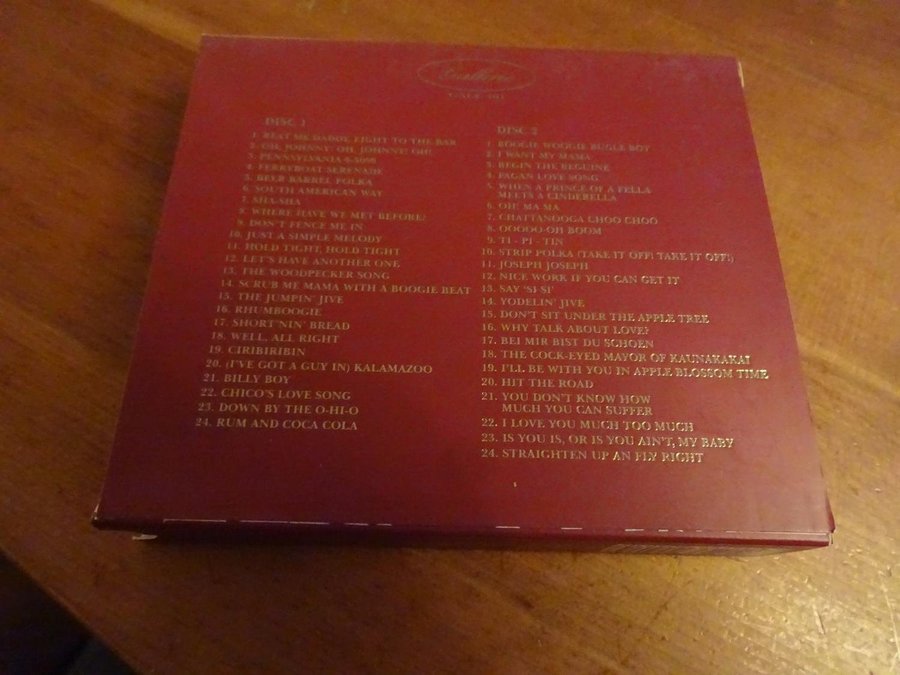 DISC 1
1. BEAT ME DADDY, EIGHT TO THE BAR
2. OH, JOHNNY! OH, JOHNNY! OH!
3. PENNSYLVANIA 6-5000
4. FERRYBOAT SERENADE
5. BEER BARREL POLKA
6. SOUTH AMERICAN WAY
7. SHA-SHA
8. WHERE HAVE WE MET BEFORE?
9. DON'T FENCE ME IN
10. JUST A SIMPLE MELODY
11. HOLD TIGHT, HOLD TIGHT
12. LET'S HAVE ANOTHER ONE
13. THE WOODPECKER SONG
14. SCRUB ME MAMA WITH A BOOGIE BEAT
15. THE JUMPIN' JIVE
16. RHUMBOOGIE
17. SHORT'NIN' BREAD
18. WELL, ALL RIGHT
19. CIRIBIRIBIN
20. (I'VE GOT A GUY IN) KALAMAZOO
21. BILLY BOY
22. CHICO'S LOVE SONG
23. DOWN BY THE O-HI-O
24. RUM AND COCA COLA
DISC 2
1. BOOGIE WOOGIE BUGLE BOY
2. I WANT MY MAMA
3. BEGIN THE BEGUINE
4. PAGAN LOVE SONG
5. WHEN A PRINCE OF A FELLA
MEETS A CINDERELLA
6. OH! MA MA
7. CHATTANOOGA CHOO CHOO
8. OOOOO-OH BOOM
9. TI - PI - TIN
10. STRIP POLKA (TAKE IT OFF! TAKE IT OFF!)
11. JOSEPH JOSEPH
12. NICE WORK IF YOU CAN GET IT
13. SAY 'SI-SI'
14. YODELIN' JIVE
15. DON'T SIT UNDER THE APPLE TREE
16. WHY TALK ABOUT LOVE?
17. BEI MIR BIST DU SCHOEN
18. THE COCK-EYED MAYOR OF KAUNAKAKAI
19. I'LL BE WITH YOU IN APPLE BLOSSOM TIME
20. HIT THE ROAD
21. YOU DON'T KNOW HOW
MUCH YOU CAN SUFFER
22. I LOVE YOU MUCH TOO MUCH
23. IS YOU IS, OR IS YOU AIN'T, MY BABY
24. STRAIGHTEN UP AN FLY RIGHT